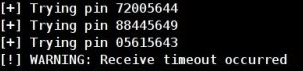 [+] Trying pin 72005644
[+] Trying pin 88445649
[+] Trying pin 05615643
[!] WARNING: Receive timeout occurred